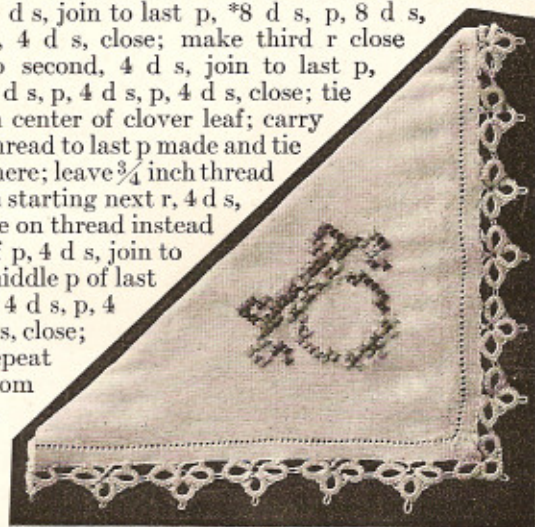 d s, join to last p, *8 d s, p, 8 d s,
, 4 d s, close; make third r close
second, 4 d s, join to last p,
d s, p, 4 d s, p, 4 d s, close; tie
center of clover leaf; carry
hread to last p made and tie
here; leave ¾ inch thread
starting next r, 4 d s,
e on thread instead
f p, 4 d s, join to
iddle p of last
4 d s, p, 4
s, close;
epeat
om